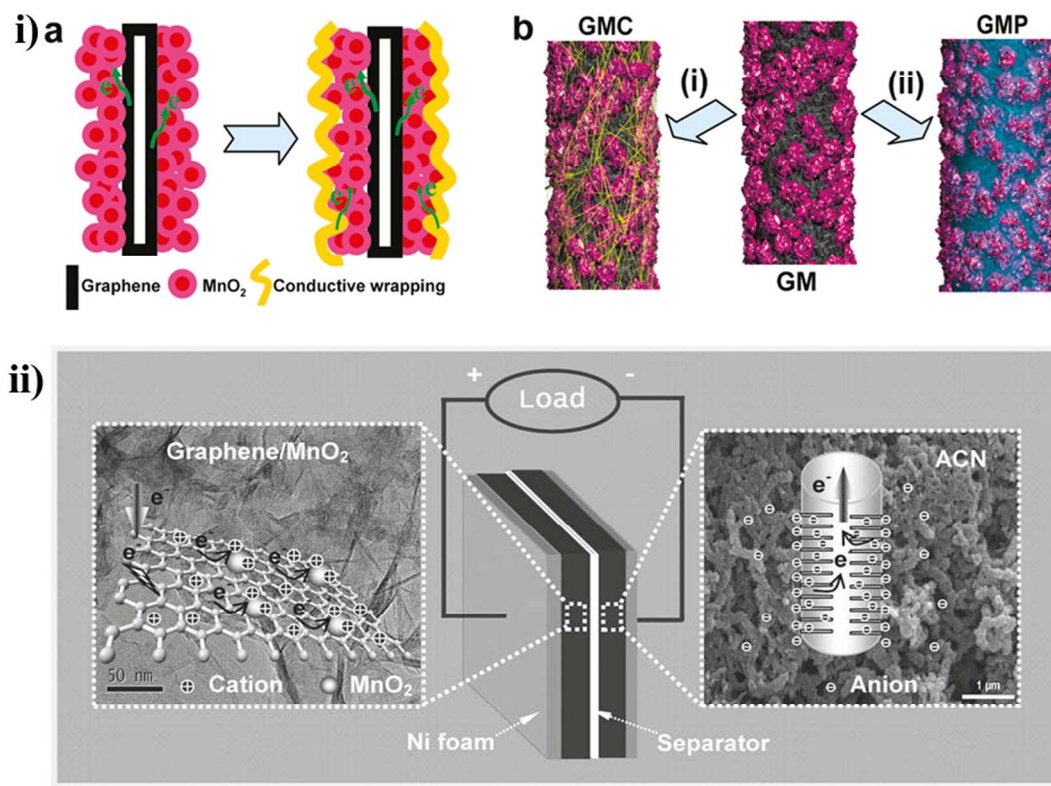 i) a
e
e
e
e
e
e
Graphene MnO₂ Conductive wrapping
b
GMC
(i)
(ii)
GMP
GM
ii)
+ -
Load
Graphene/MnO₂
e⁻
e
e
e
e
e
50 nm
Cation MnO₂
Ni foam
Separator
ACN
e⁻
e
Anion
1 µm